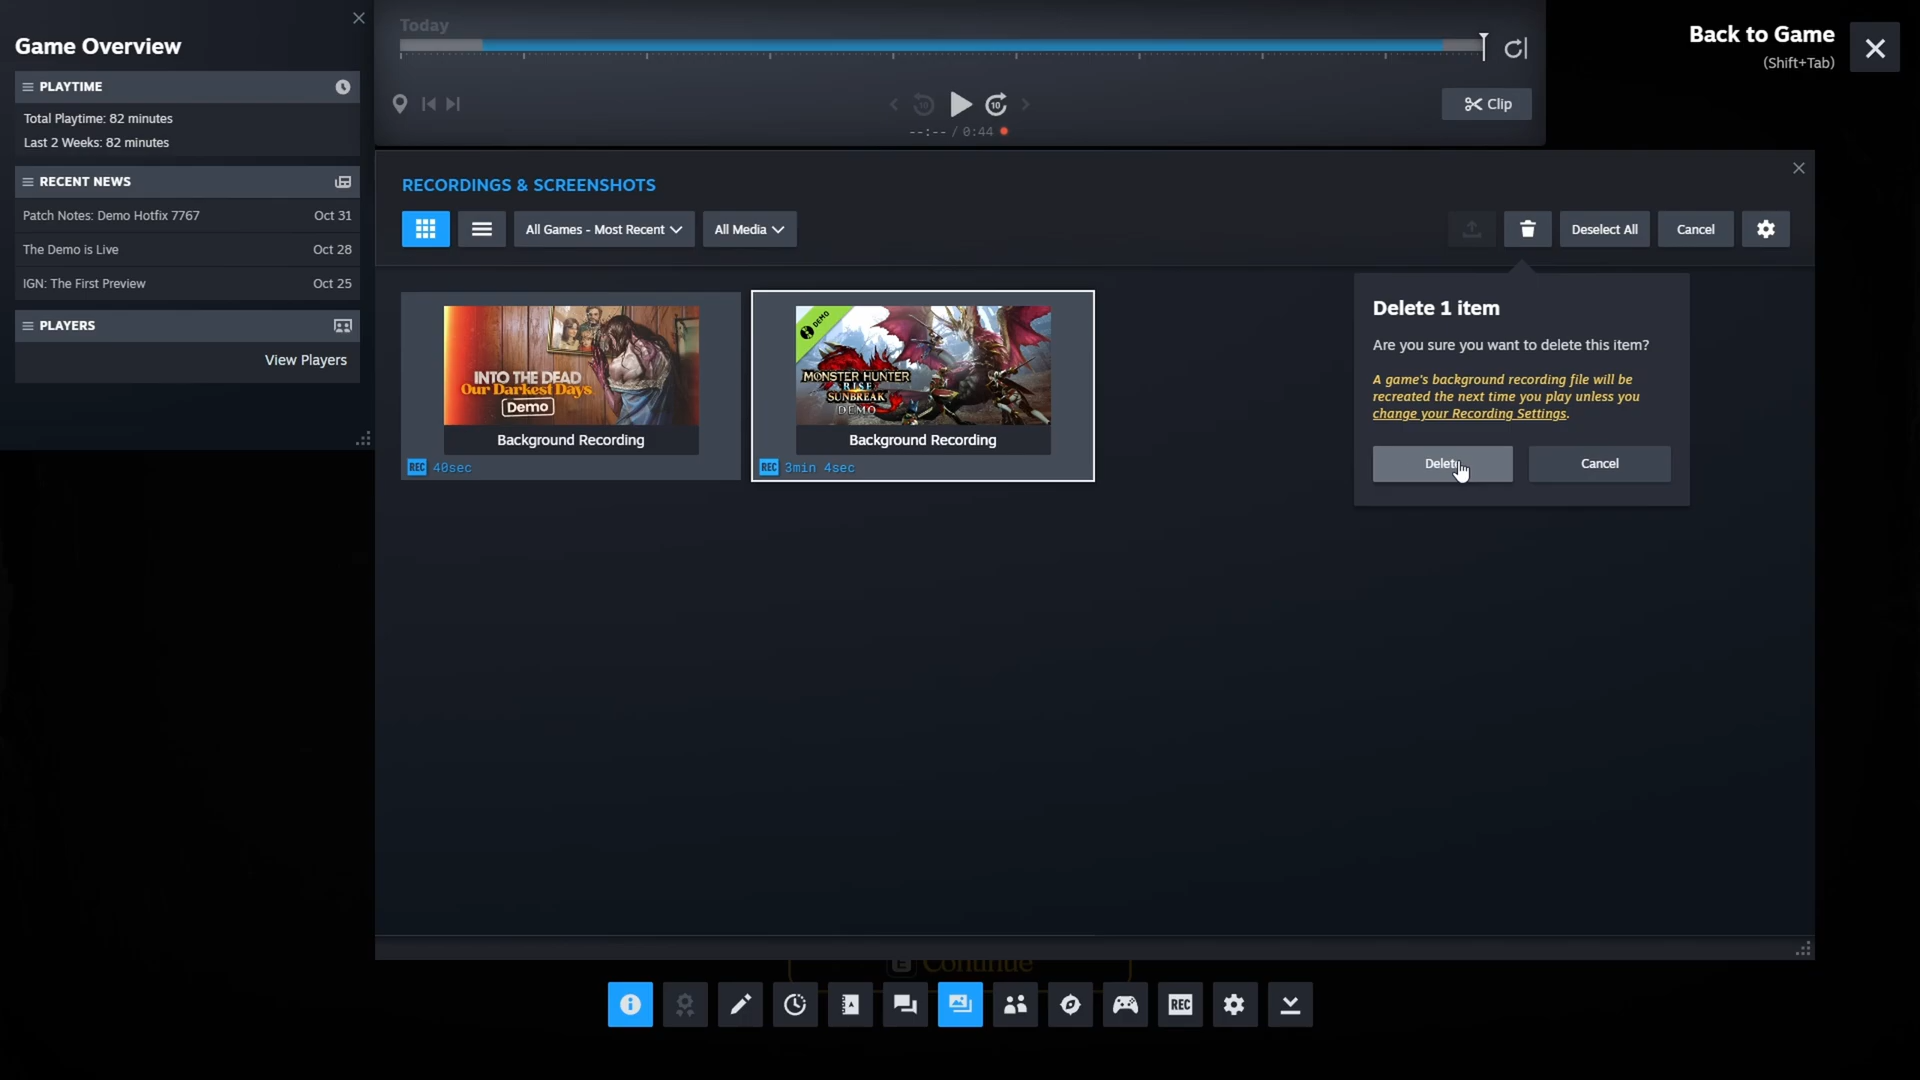 Game Overview
PLAYTIME
Total Playtime: 82 minutes
Last 2 Weeks: 82 minutes
RECENT NEWS
Patch Notes: Demo Hotfix 7767 Oct 31
The Demo is Live Oct 28
IGN: The First Preview Oct 25
PLAYERS
View Players
Today
10 10
--:-- / 0:44
Clip
Back to Game
(Shift+Tab)
RECORDINGS & SCREENSHOTS
All Games - Most Recent
All Media
Deselect All
Cancel
INTO THE DEAD
Our Darkest Days
Demo
Background Recording
REC 40sec
DEMO
MONSTER HUNTER
RISE
SUNBREAK
DEMO
Background Recording
REC 3min 4sec
Delete 1 item
Are you sure you want to delete this item?
A game's background recording file will be
recreated the next time you play unless you
change your Recording Settings.
Delete
Cancel
E Continue
REC